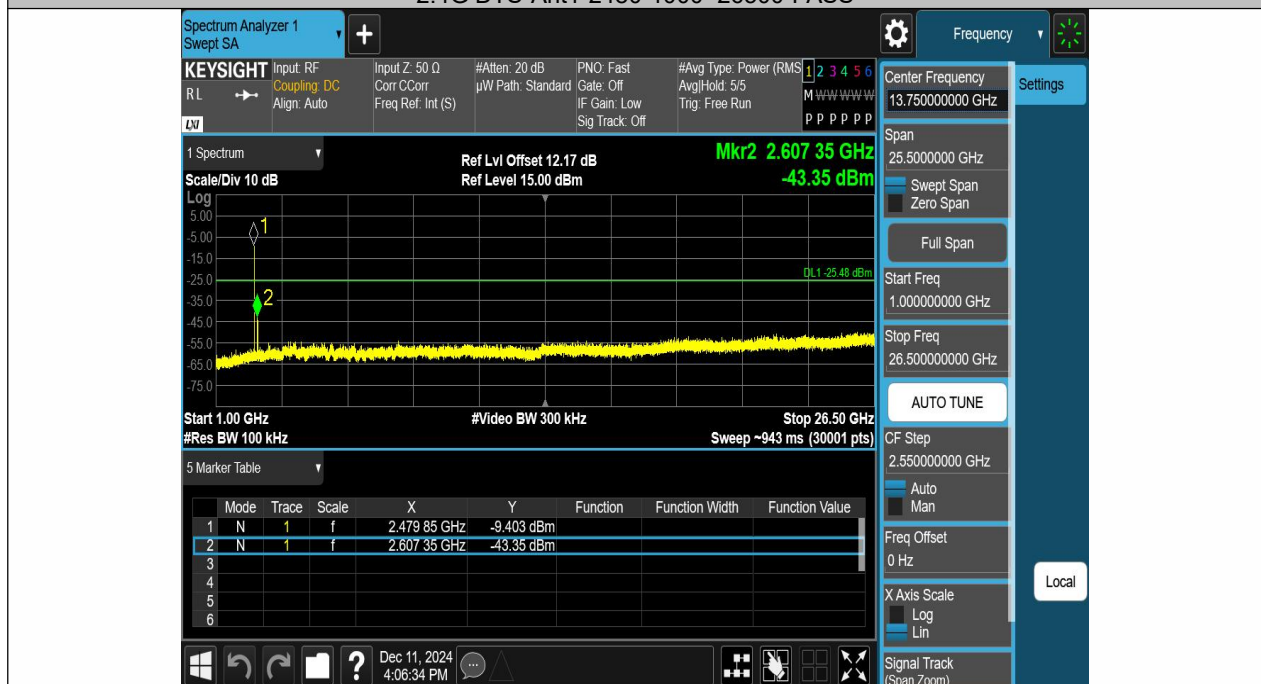 Spectrum Analyzer 1
Swept SA
+
Frequency
KEYSIGHT
RL
LXI
Input: RF
Coupling: DC
Align: Auto
Input Z: 50 Ω
Corr CCorr
Freq Ref: Int (S)
#Atten: 20 dB
µW Path: Standard
PNO: Fast
Gate: Off
IF Gain: Low
Sig Track: Off
#Avg Type: Power (RMS
Avg|Hold: 5/5
Trig: Free Run
1 2 3 4 5 6
M W W W W W
P P P P P P
1 Spectrum
Scale/Div 10 dB
Ref Lvl Offset 12.17 dB
Ref Level 15.00 dBm
Mkr2 2.607 35 GHz
-43.35 dBm
Log
5.00
-5.00
-15.0
-25.0
-35.0
-45.0
-55.0
-65.0
-75.0
1
2
DL1 -25.48 dBm
Start 1.00 GHz
#Res BW 100 kHz
#Video BW 300 kHz
Stop 26.50 GHz
Sweep ~943 ms (30001 pts)
5 Marker Table
Mode Trace Scale X Y Function Function Width Function Value
1 N 1 f 2.479 85 GHz -9.403 dBm
2 N 1 f 2.607 35 GHz -43.35 dBm
3
4
5
6
?
Dec 11, 2024
4:06:34 PM
Center Frequency
13.750000000 GHz
Settings
Span
25.5000000 GHz
Swept Span
Zero Span
Full Span
Start Freq
1.000000000 GHz
Stop Freq
26.500000000 GHz
AUTO TUNE
CF Step
2.550000000 GHz
Auto
Man
Freq Offset
0 Hz
X Axis Scale
Log
Lin
Local
Signal Track
(Span Zoom)